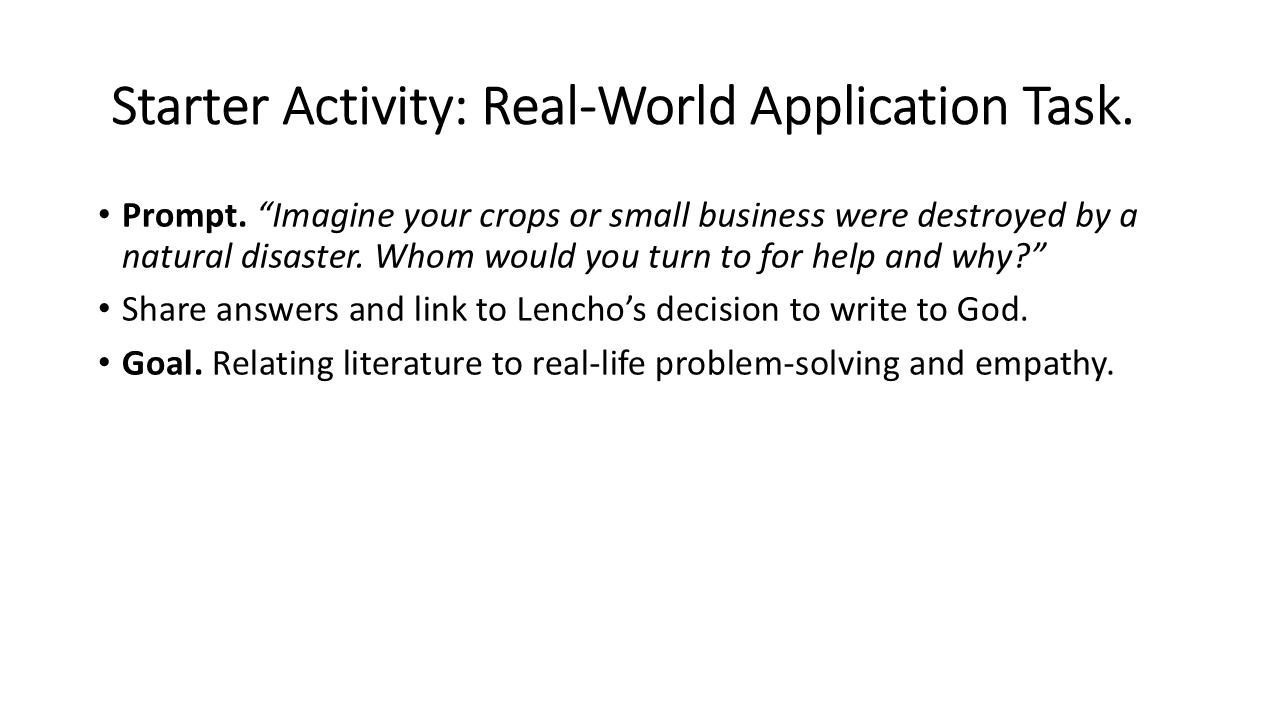 Starter Activity: Real-World Application Task.
• Prompt. “Imagine your crops or small business were destroyed by a
natural disaster. Whom would you turn to for help and why?”
• Share answers and link to Lencho’s decision to write to God.
• Goal. Relating literature to real-life problem-solving and empathy.